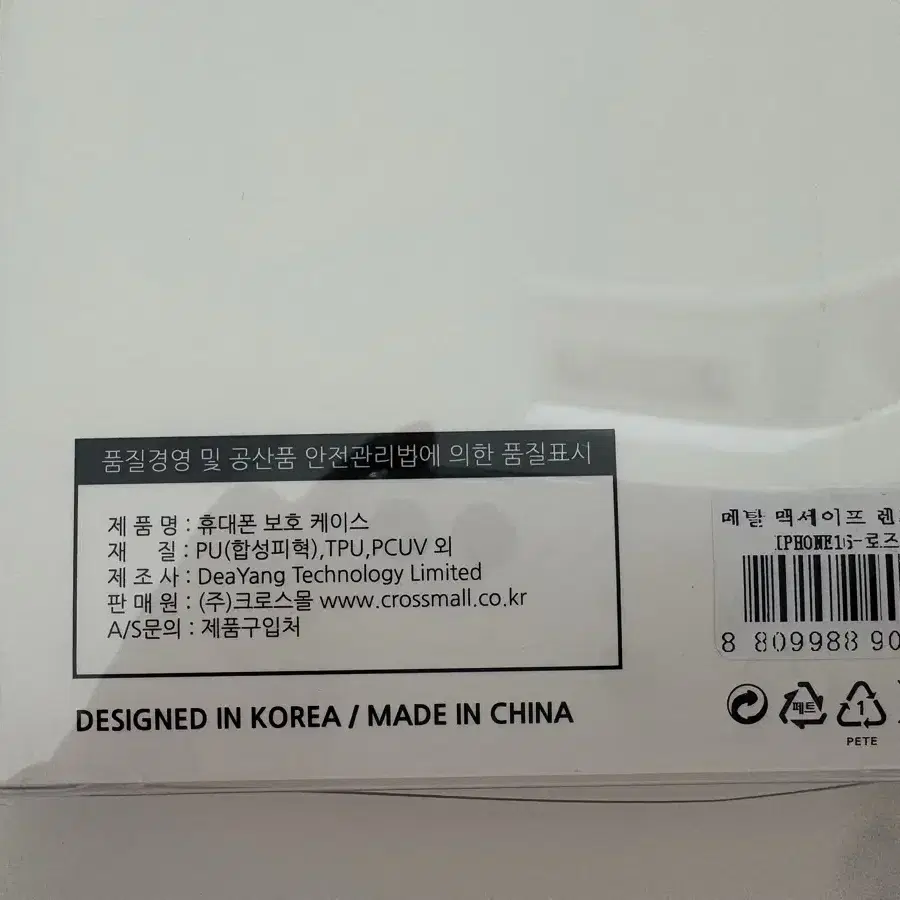 품질경영 및 공산품 안전관리법에 의한 품질표시
제 품 명 : 휴대폰 보호 케이스
재 질 : PU(합성피혁),TPU,PCUV 외
제 조 사 : DeaYang Technology Limited
판 매 원 : (주)크로스몰 www.crossmall.co.kr
A/S문의 : 제품구입처
DESIGNED IN KOREA / MADE IN CHINA
메탈 맥세이프 렌
IPHONE16-로즈
8 809988 90
페트
1
PETE